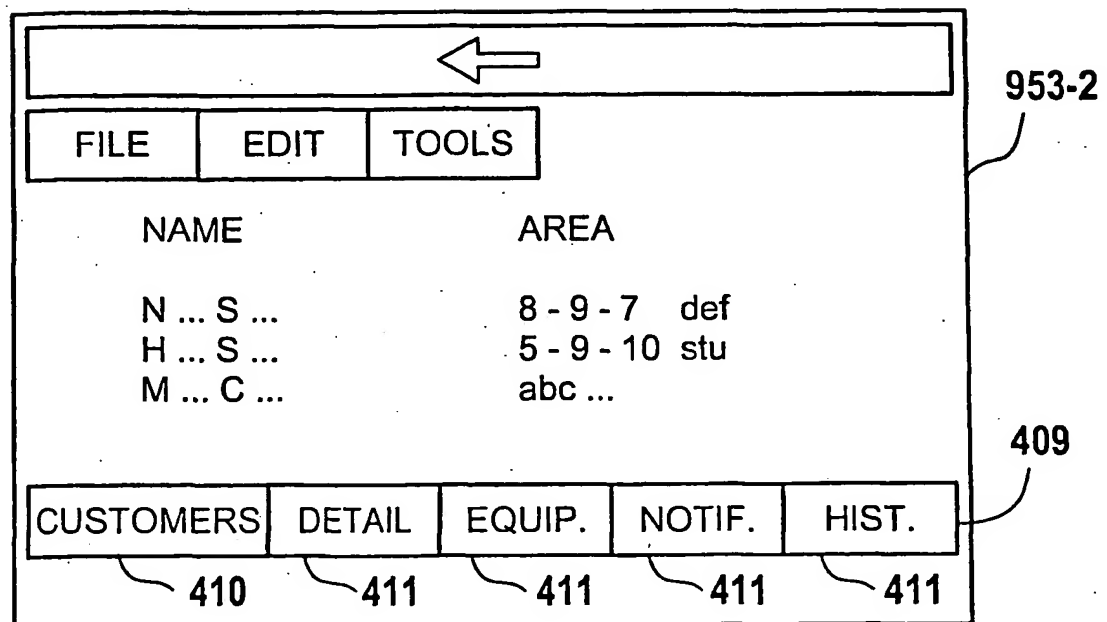 953-2
FILE EDIT TOOLS
NAME AREA
N ... S ... 8 - 9 - 7 def
H ... S ... 5 - 9 - 10 stu
M ... C ... abc ...
409
CUSTOMERS DETAIL EQUIP. NOTIF. HIST.
410 411 411 411 411